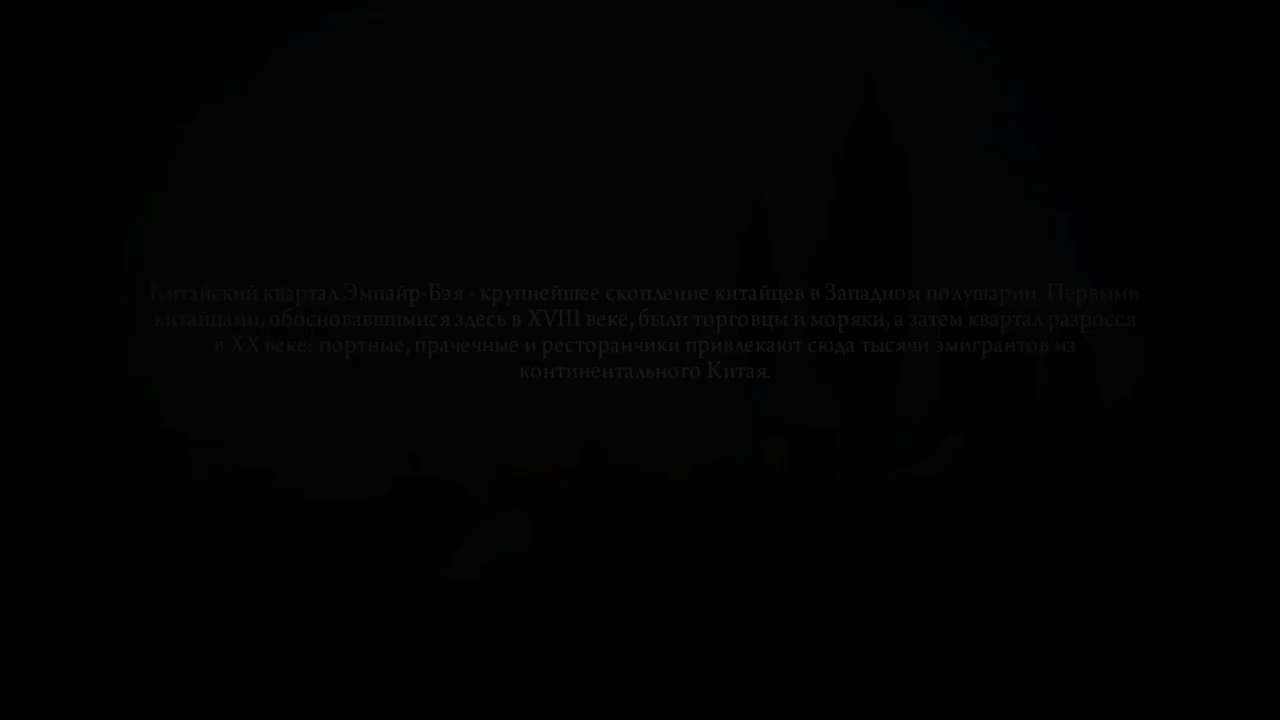 Китайский квартал Эмпайр-Бэя - крупнейшее скопление китайцев в Западном полушарии. Первыми
китайцами, обосновавшимися здесь в XVIII веке, были торговцы и моряки, а затем квартал разросся
в XX веке: портные, прачечные и ресторанчики привлекают сюда тысячи эмигрантов из
континентального Китая.